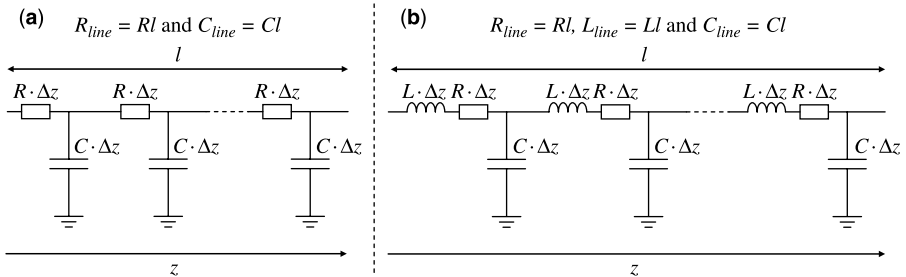 (a)
R_line = Rl and C_line = Cl
l
R·Δz R·Δz R·Δz
C·Δz C·Δz C·Δz
z
(b)
R_line = Rl, L_line = Ll and C_line = Cl
l
L·Δz R·Δz L·Δz R·Δz L·Δz R·Δz
C·Δz C·Δz C·Δz
z